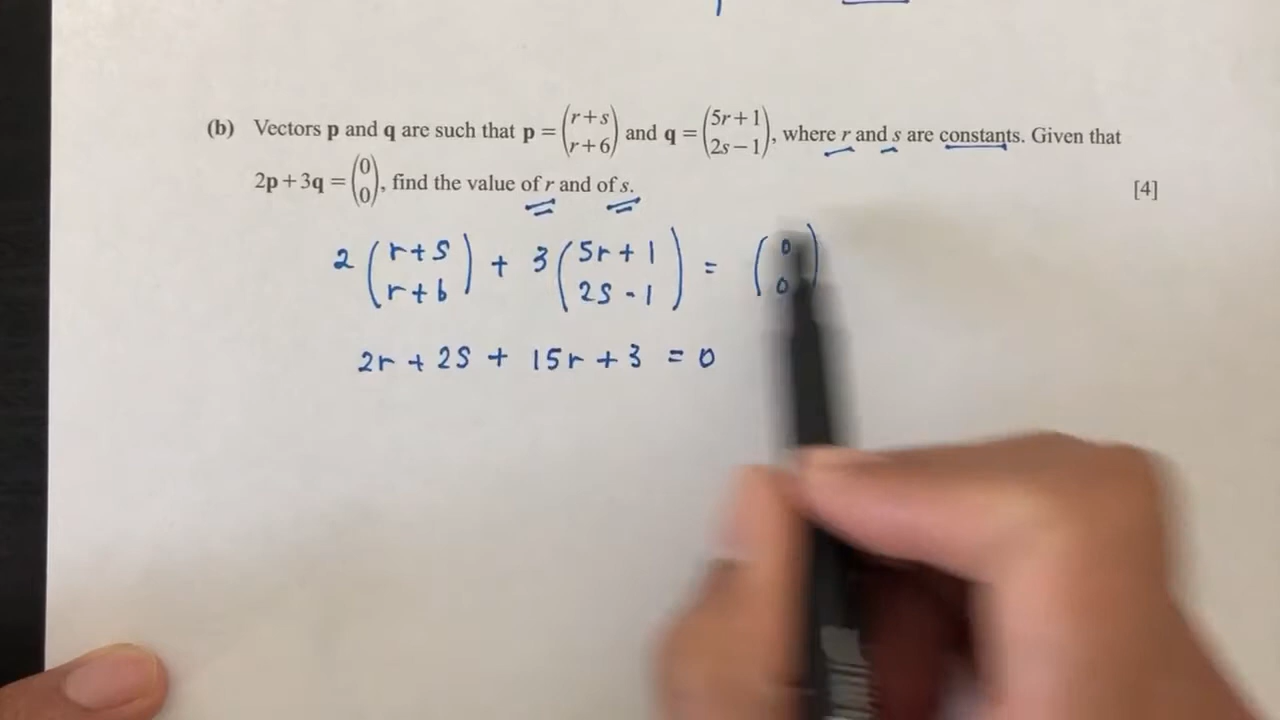 (b) Vectors p and q are such that p = (r+s r+6) and q = (5r+1 2s−1), where r and s are constants. Given that
2p+3q = (0 0), find the value of r and of s. [4]
2 (r+s r+6) + 3 (5r+1 2s-1) = (0 0)
2r + 2s + 15r + 3 = 0